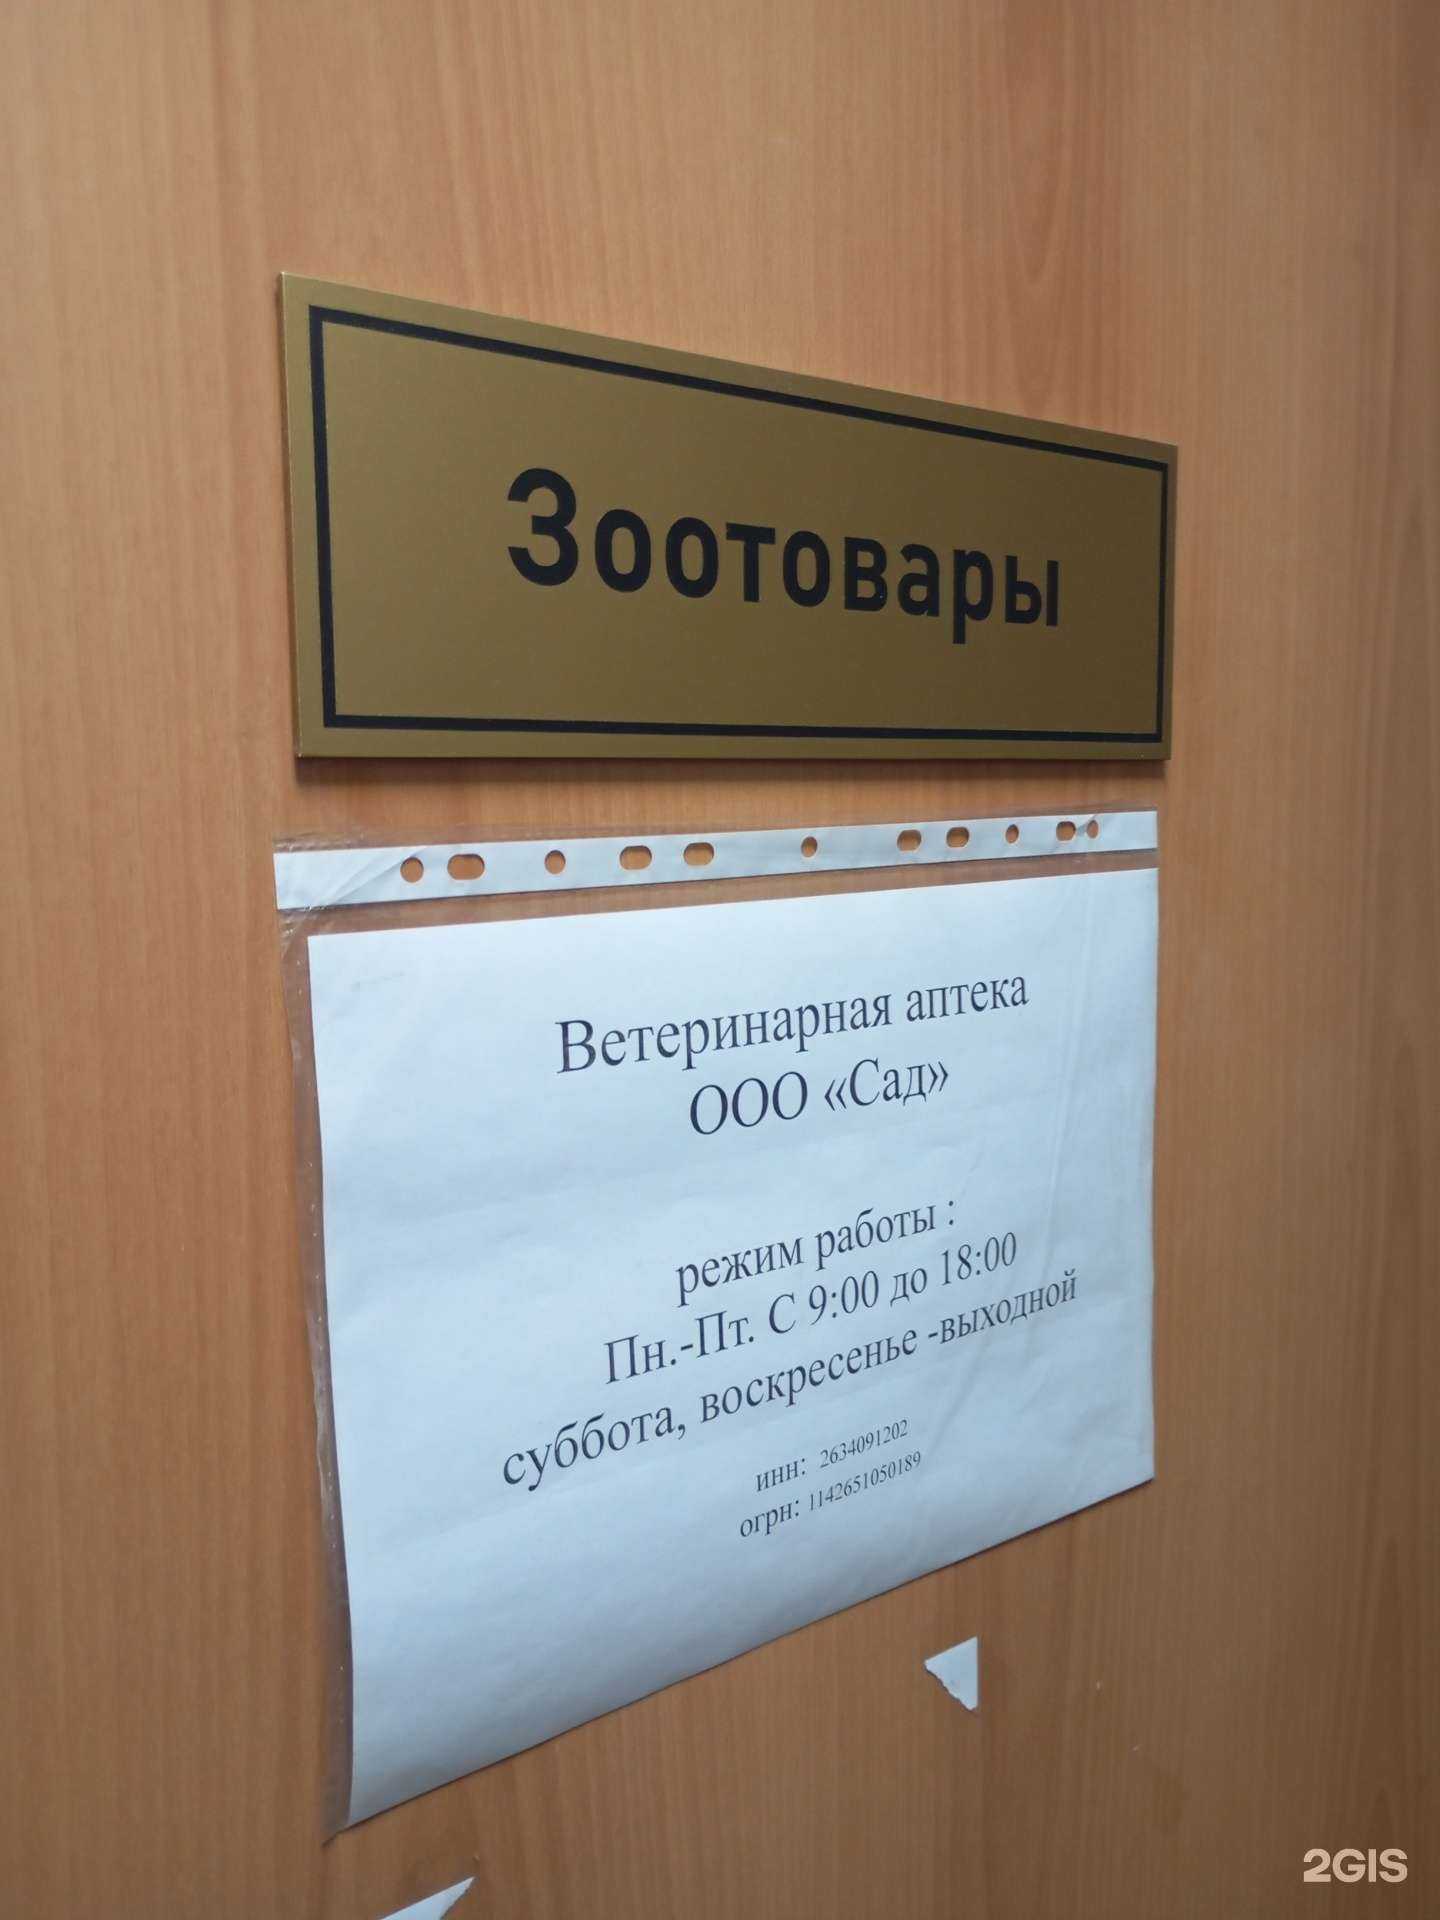 Зоотовары
Ветеринарная аптека
ООО «Сад»
режим работы :
Пн.-Пт. С 9:00 до 18:00
суббота, воскресенье -выходной
инн: 2634091202
огрн: 1142651050189
2GIS